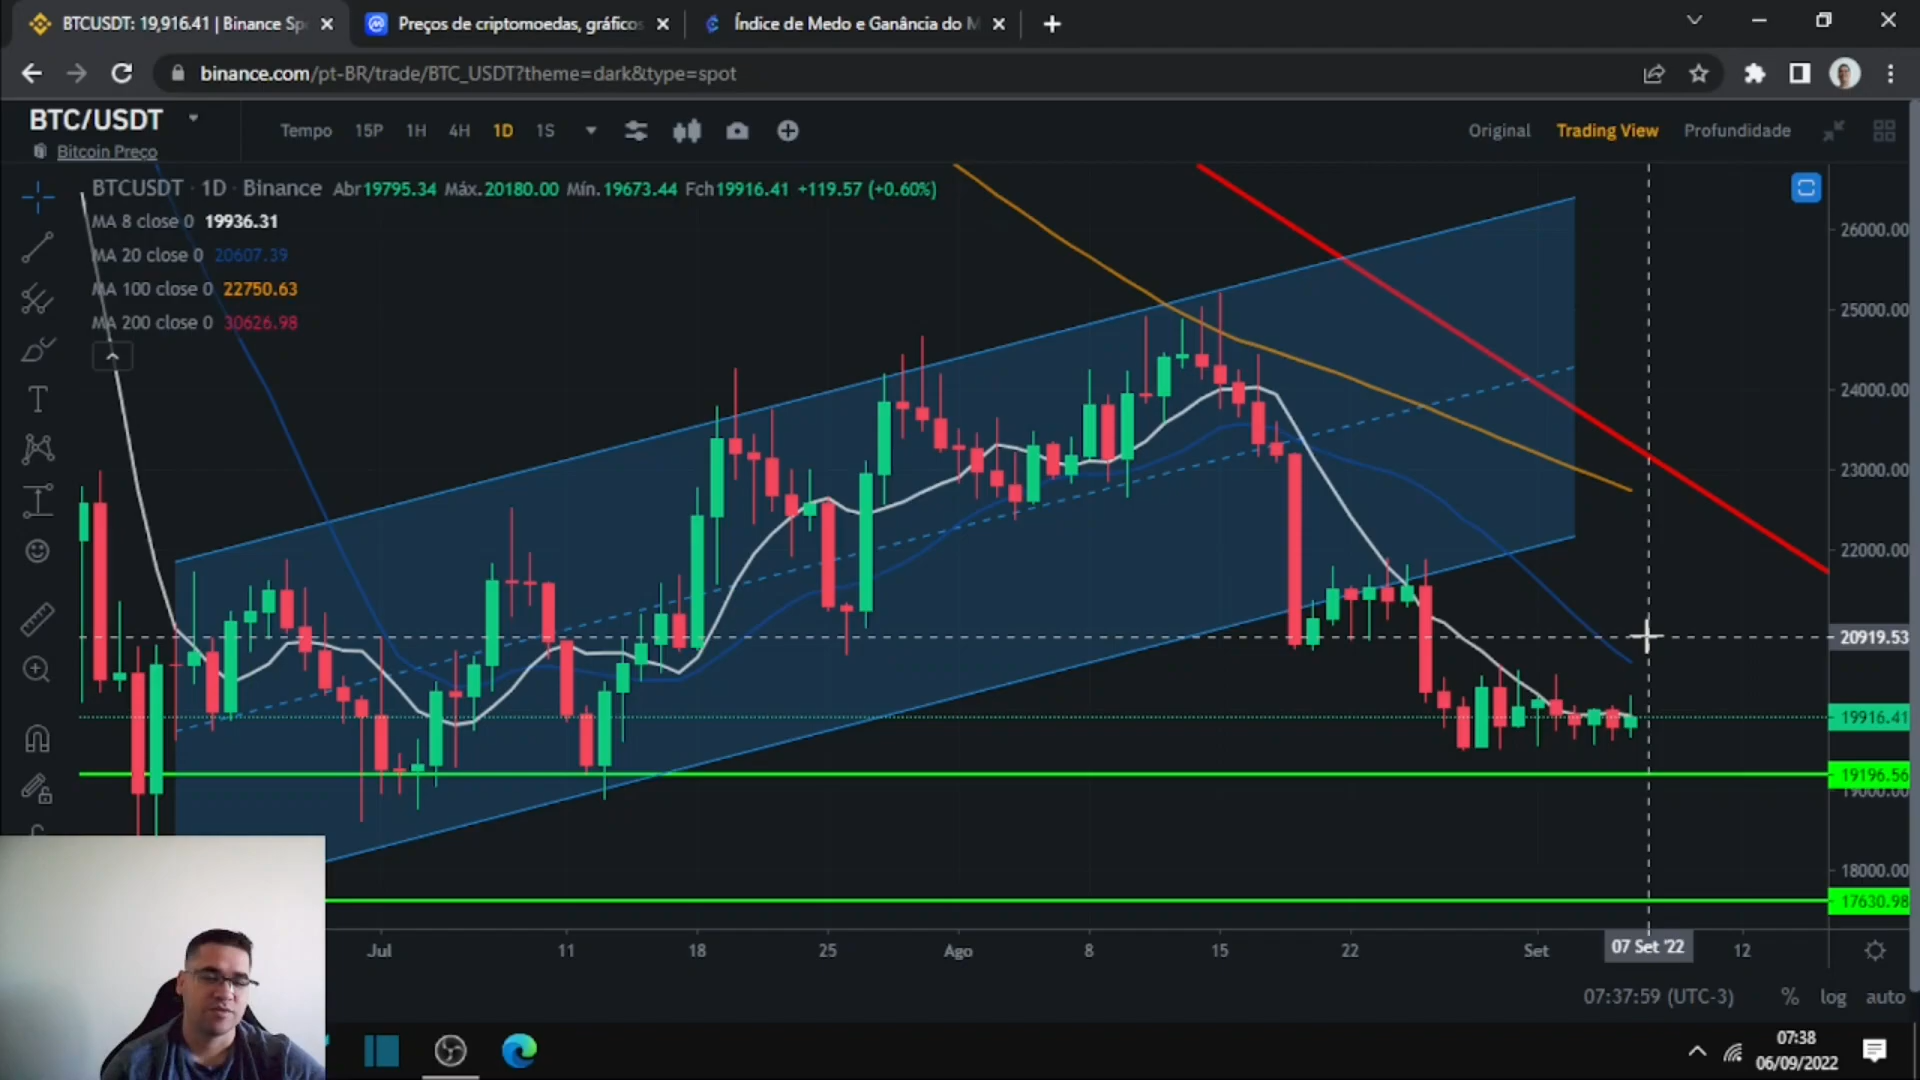 BTCUSDT: 19,916.41 | Binance Sp
Preços de criptomoedas, gráficos
Índice de Medo e Ganância do M
binance.com/pt-BR/trade/BTC_USDT?theme=dark&type=spot
BTC/USDT
Bitcoin Preço
Tempo 15P 1H 4H 1D 1S
Original Trading View Profundidade
BTCUSDT · 1D · Binance Abr19795.34 Máx.20180.00 Mín.19673.44 Fch19916.41 +119.57 (+0.60%)
MA 8 close 0 19936.31
MA 20 close 0 20607.39
MA 100 close 0 22750.63
MA 200 close 0 30626.98
26000.00
25000.00
24000.00
23000.00
22000.00
20919.53
19916.41
19196.56
19000.00
18000.00
17630.98
Jul 11 18 25 Ago 8 15 22 Set 07 Set '22 12
07:37:59 (UTC-3) % log auto
07:38
06/09/2022